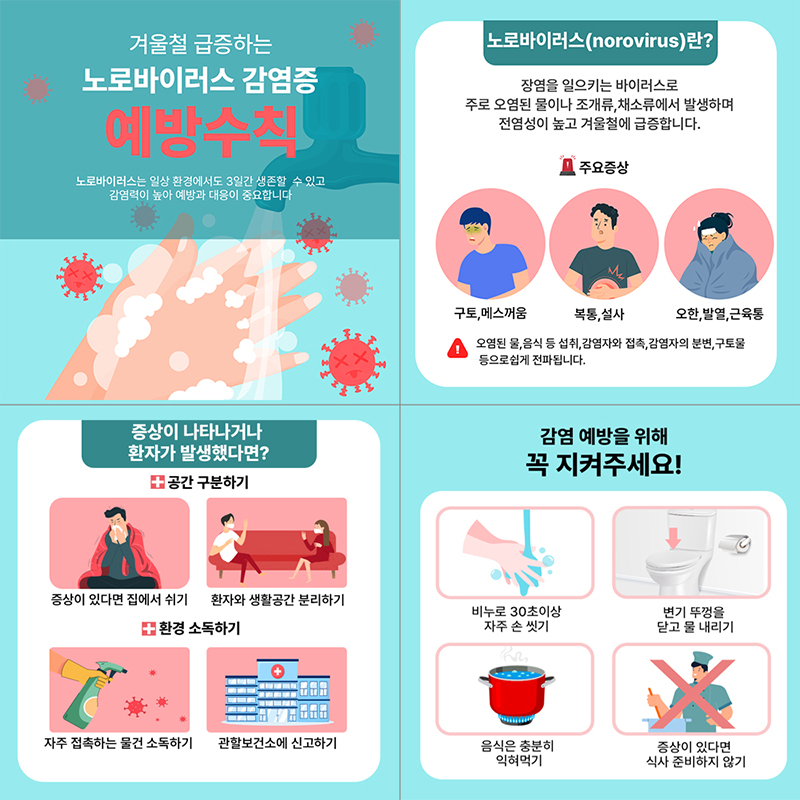 겨울철 급증하는
노로바이러스 감염증
예방수칙
노로바이러스는 일상 환경에서도 3일간 생존할 수 있고
감염력이 높아 예방과 대응이 중요합니다
노로바이러스(norovirus)란?
장염을 일으키는 바이러스로
주로 오염된 물이나 조개류,채소류에서 발생하며
전염성이 높고 겨울철에 급증합니다.
주요증상
구토,메스꺼움
복통,설사
오한,발열,근육통
오염된 물,음식 등 섭취,감염자와 접촉,감염자의 분변,구토물
등으로쉽게 전파됩니다.
증상이 나타나거나
환자가 발생했다면?
공간 구분하기
증상이 있다면 집에서 쉬기
환자와 생활공간 분리하기
환경 소독하기
자주 접촉하는 물건 소독하기
관할보건소에 신고하기
감염 예방을 위해
꼭 지켜주세요!
비누로 30초이상
자주 손 씻기
변기 뚜껑을
닫고 물 내리기
음식은 충분히
익혀먹기
증상이 있다면
식사 준비하지 않기